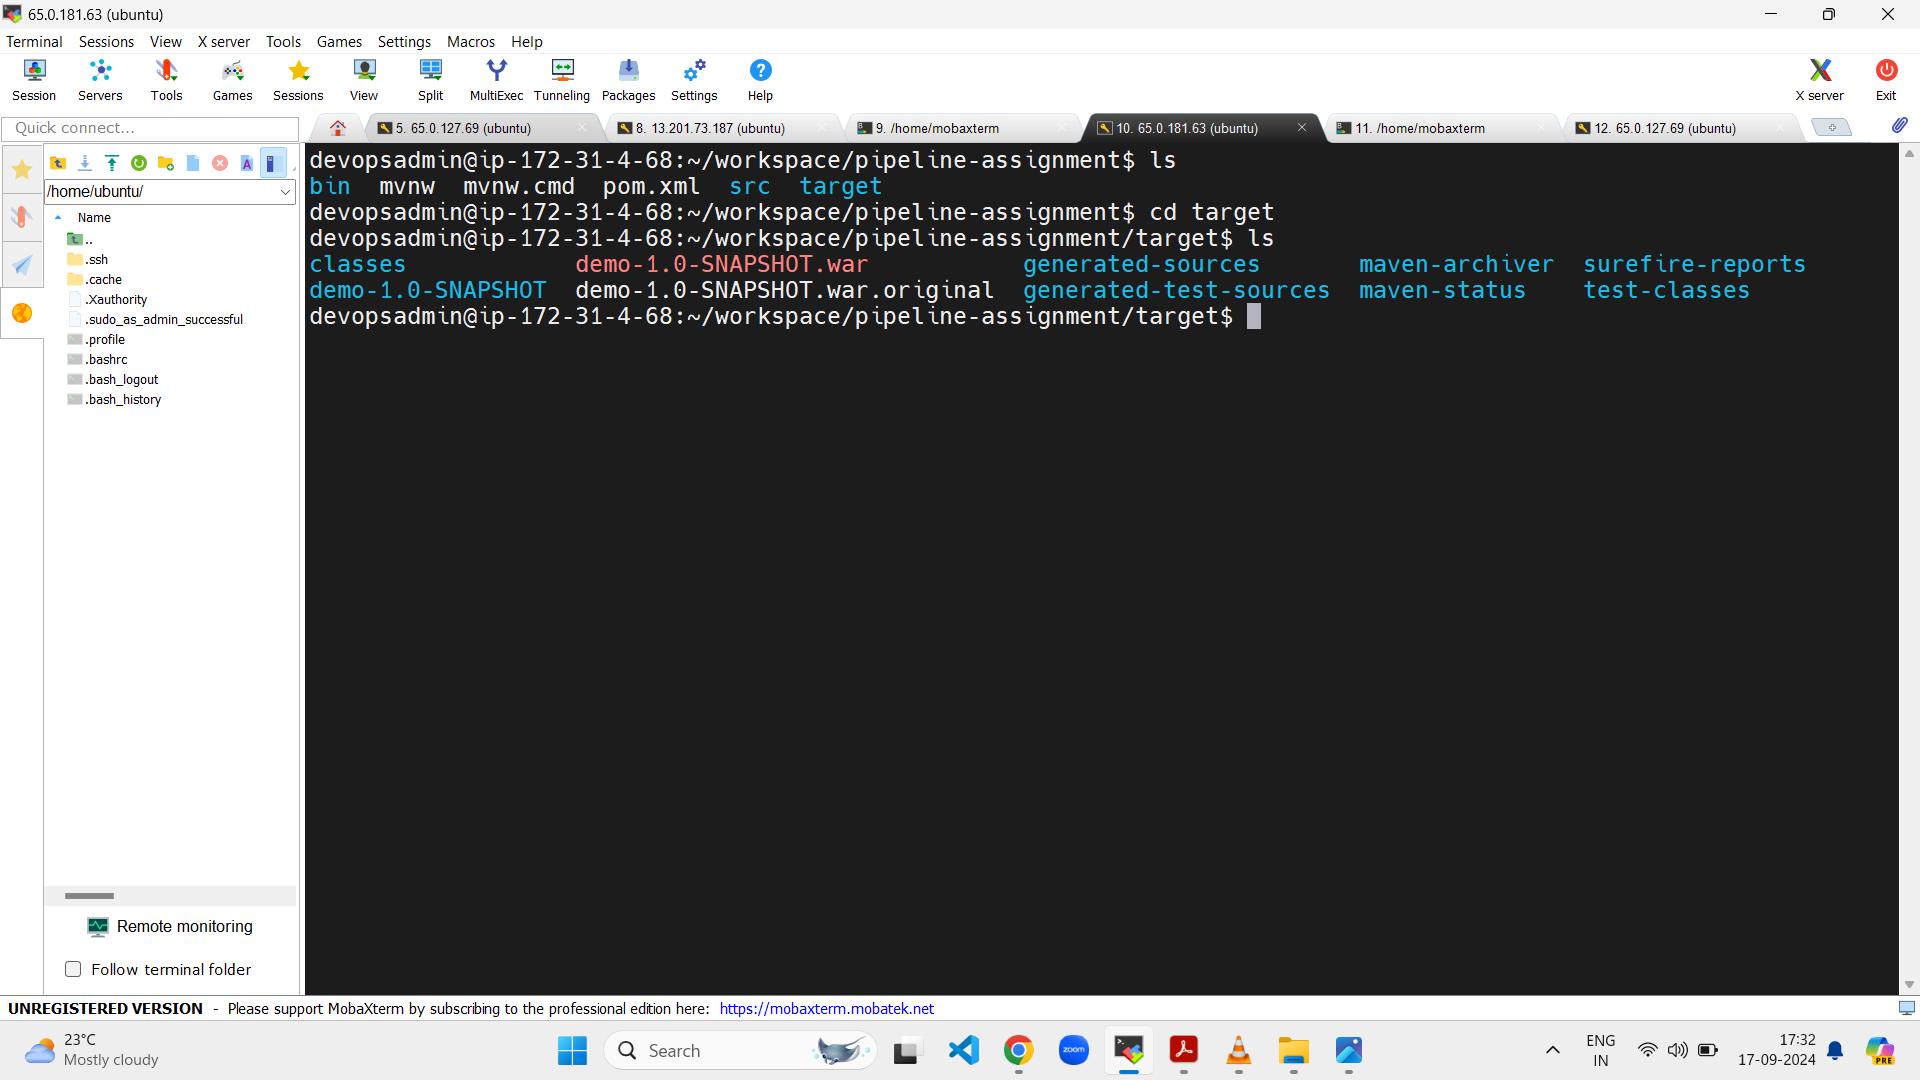 65.0.181.63 (ubuntu)
Terminal Sessions View X server Tools Games Settings Macros Help
Session Servers Tools Games Sessions View Split MultiExec Tunneling Packages Settings Help X server Exit
Quick connect...
5. 65.0.127.69 (ubuntu) 8. 13.201.73.187 (ubuntu) 9. /home/mobaxterm 10. 65.0.181.63 (ubuntu) 11. /home/mobaxterm 12. 65.0.127.69 (ubuntu)
/home/ubuntu/
Name
..
.ssh
.cache
.Xauthority
.sudo_as_admin_successful
.profile
.bashrc
.bash_logout
.bash_history
Remote monitoring
Follow terminal folder
devopsadmin@ip-172-31-4-68:~/workspace/pipeline-assignment$ ls
bin mvnw mvnw.cmd pom.xml src target
devopsadmin@ip-172-31-4-68:~/workspace/pipeline-assignment$ cd target
devopsadmin@ip-172-31-4-68:~/workspace/pipeline-assignment/target$ ls
classes demo-1.0-SNAPSHOT.war generated-sources maven-archiver surefire-reports
demo-1.0-SNAPSHOT demo-1.0-SNAPSHOT.war.original generated-test-sources maven-status test-classes
devopsadmin@ip-172-31-4-68:~/workspace/pipeline-assignment/target$
UNREGISTERED VERSION - Please support MobaXterm by subscribing to the professional edition here: https://mobaxterm.mobatek.net
23°C
Mostly cloudy
Search
zoom
ENG
IN
17:32
17-09-2024
PRE